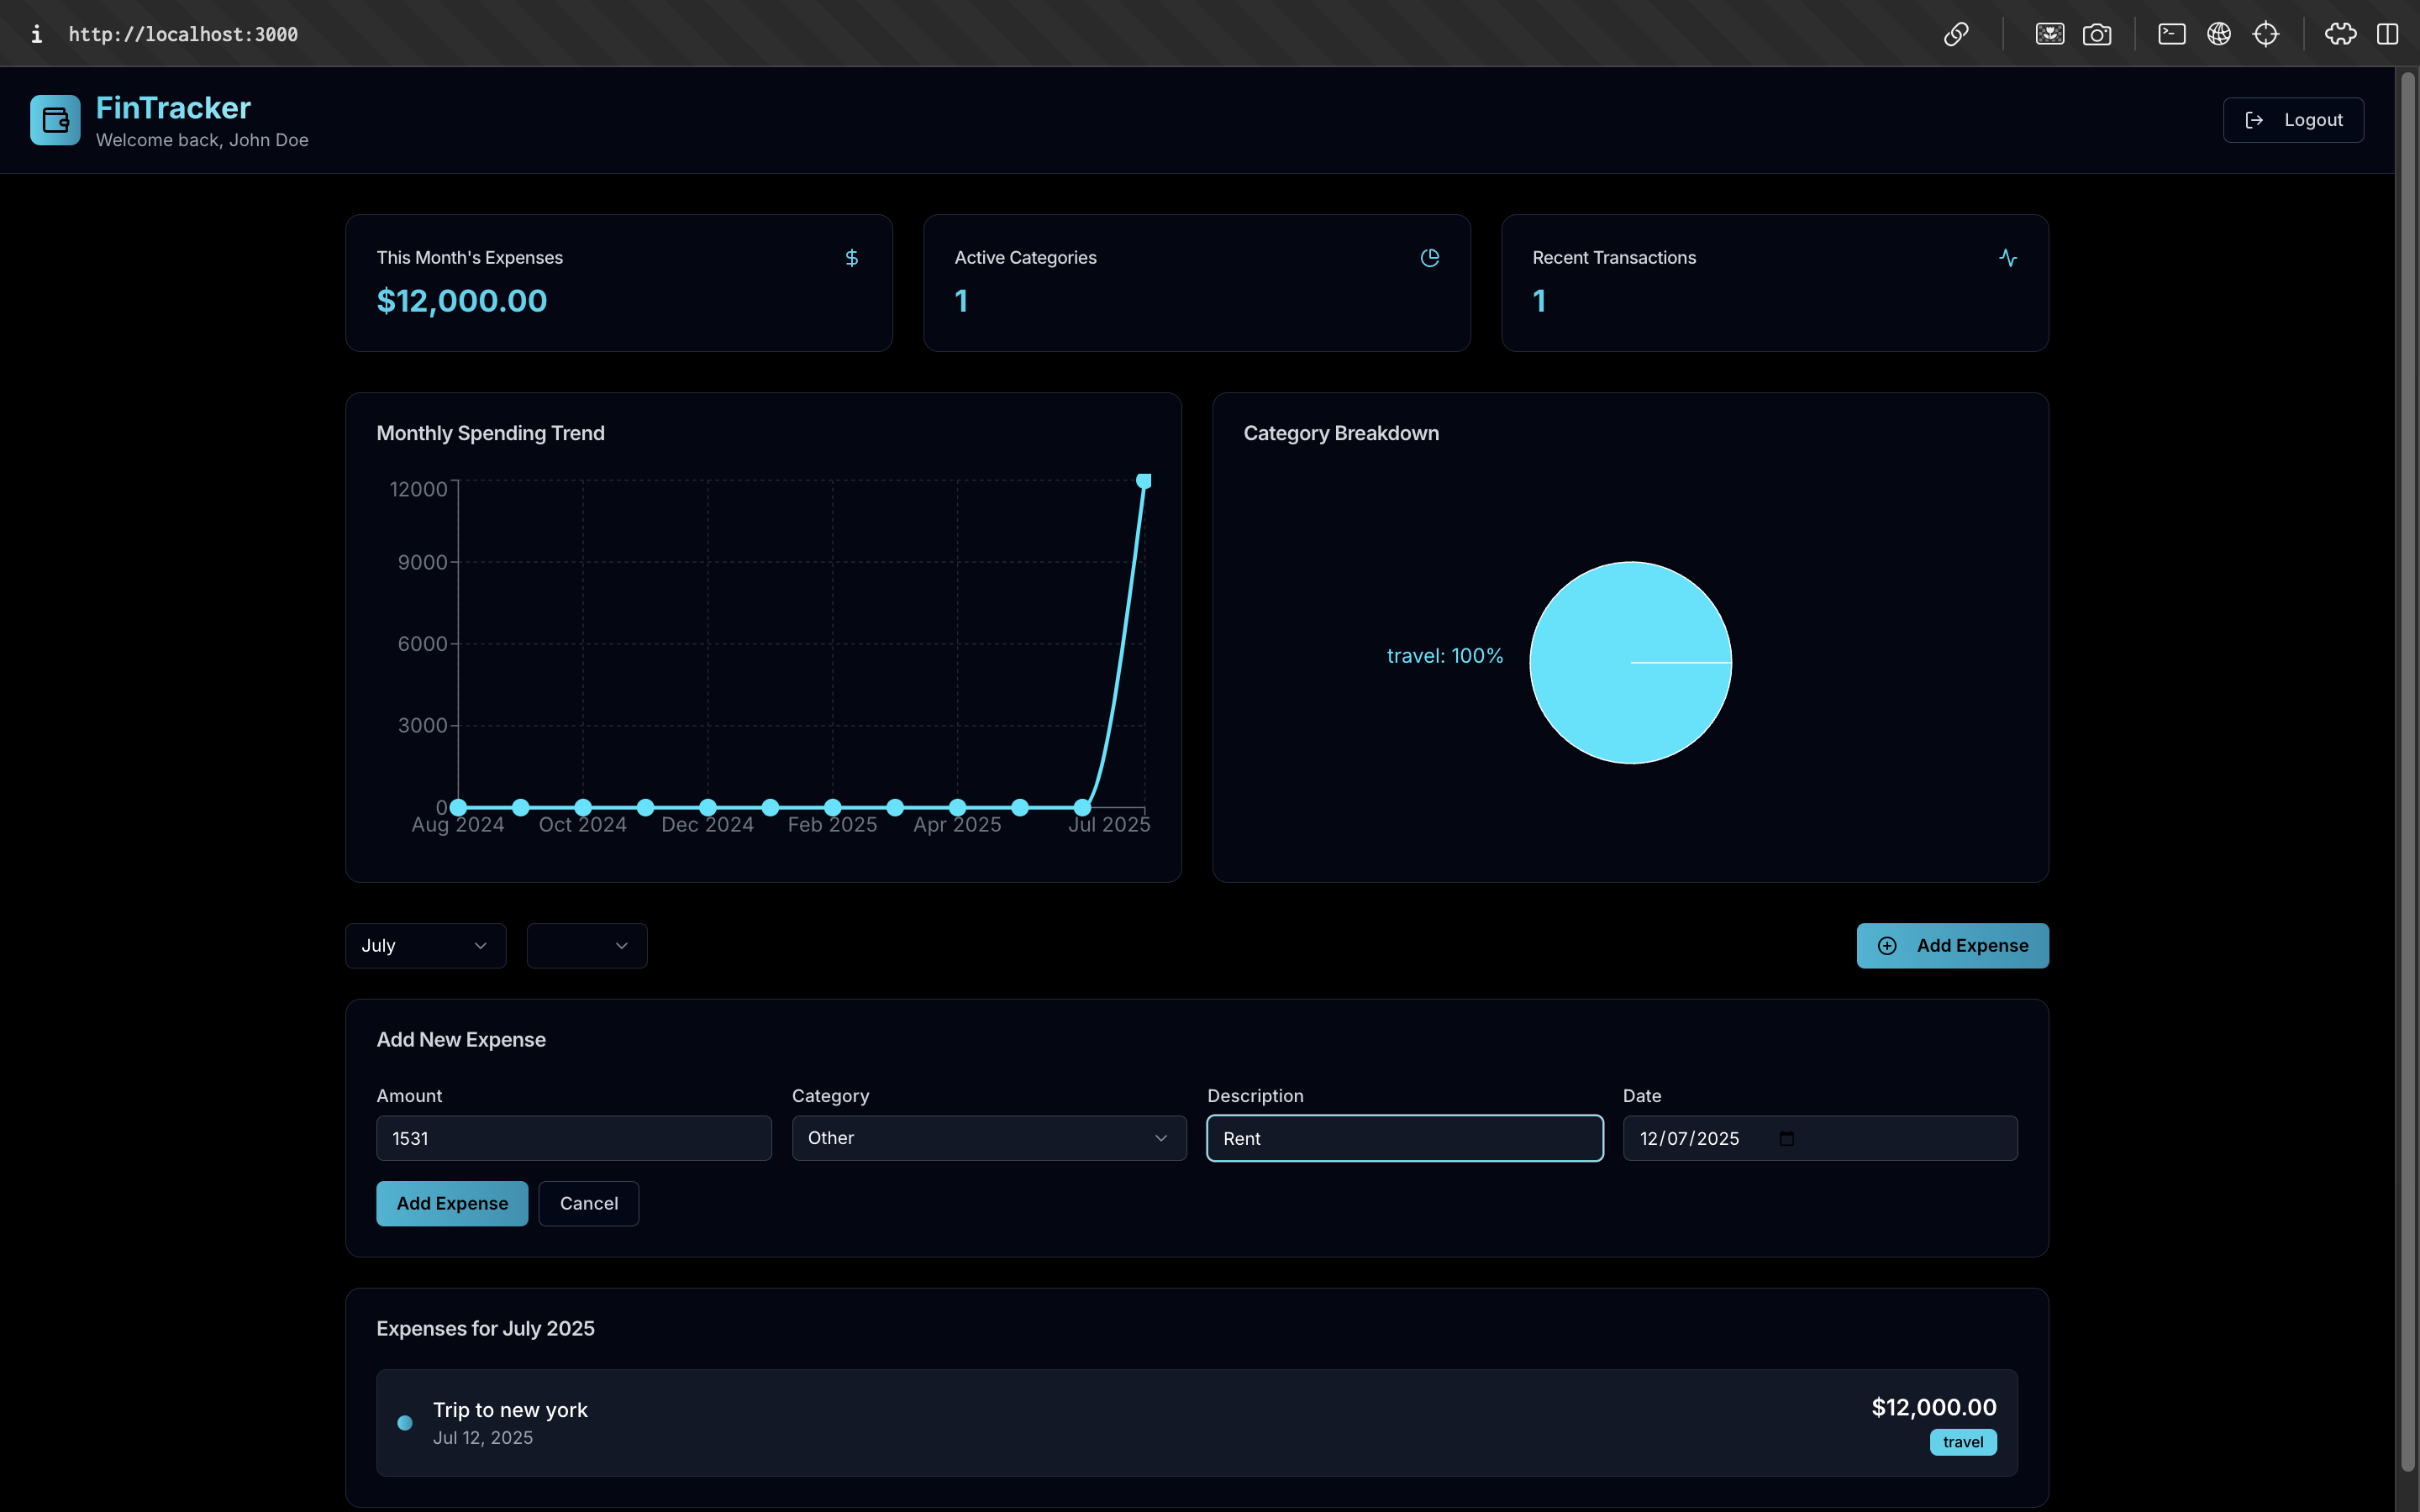 http://localhost:3000
FinTracker
Welcome back, John Doe
Logout
This Month's Expenses
$12,000.00
Active Categories
1
Recent Transactions
1
Monthly Spending Trend
12000
9000
6000
3000
0
Aug 2024 Oct 2024 Dec 2024 Feb 2025 Apr 2025 Jul 2025
Category Breakdown
travel: 100%
July
Add Expense
Add New Expense
Amount Category Description Date
1531 Other Rent 12/07/2025
Add Expense Cancel
Expenses for July 2025
Trip to new york
Jul 12, 2025
$12,000.00
travel